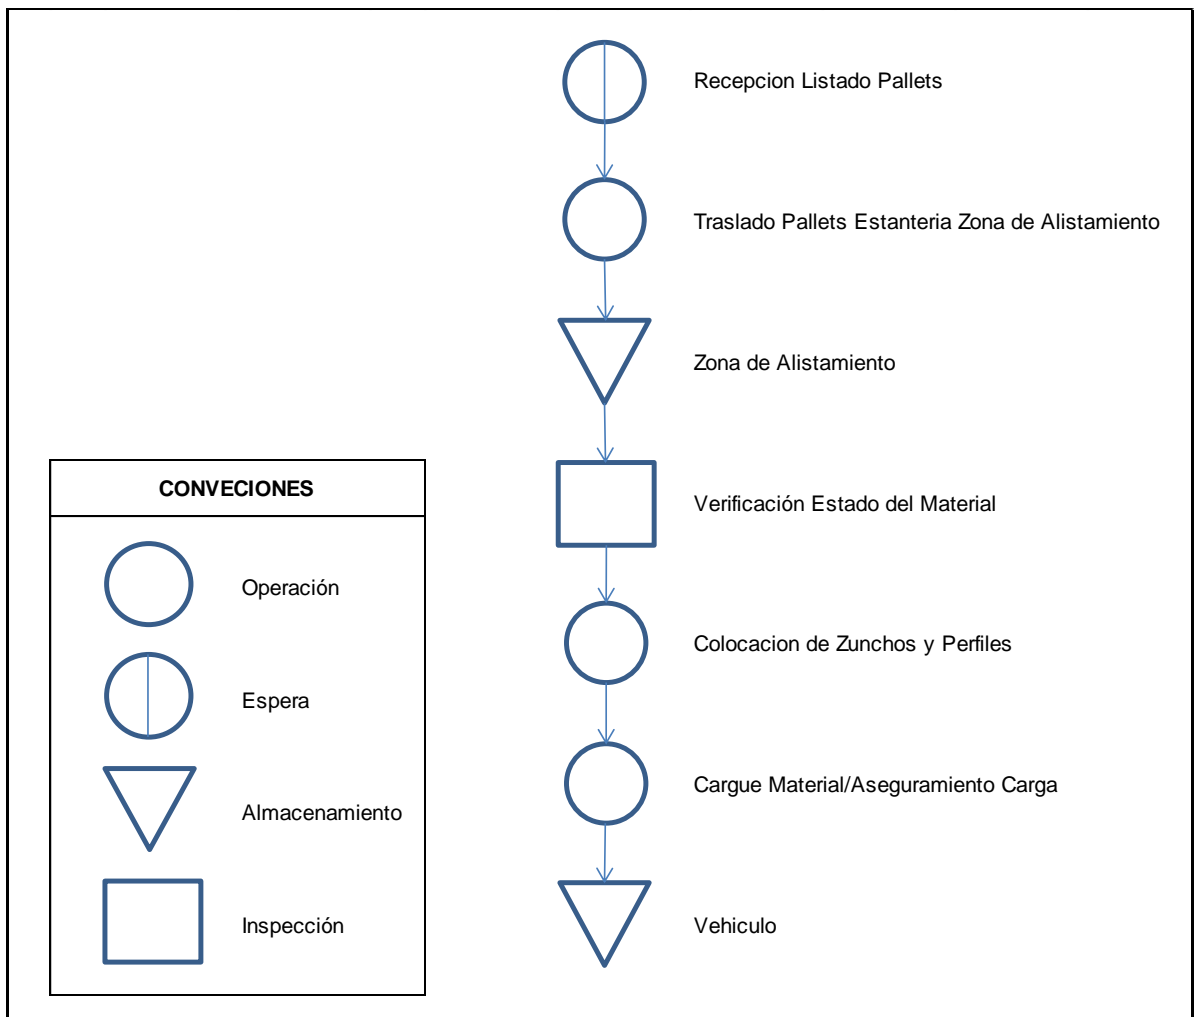 Recepcion Listado Pallets
Traslado Pallets Estanteria Zona de Alistamiento
Zona de Alistamiento
Verificación Estado del Material
Colocacion de Zunchos y Perfiles
Cargue Material/Aseguramiento Carga
Vehiculo
CONVECIONES
Operación
Espera
Almacenamiento
Inspección